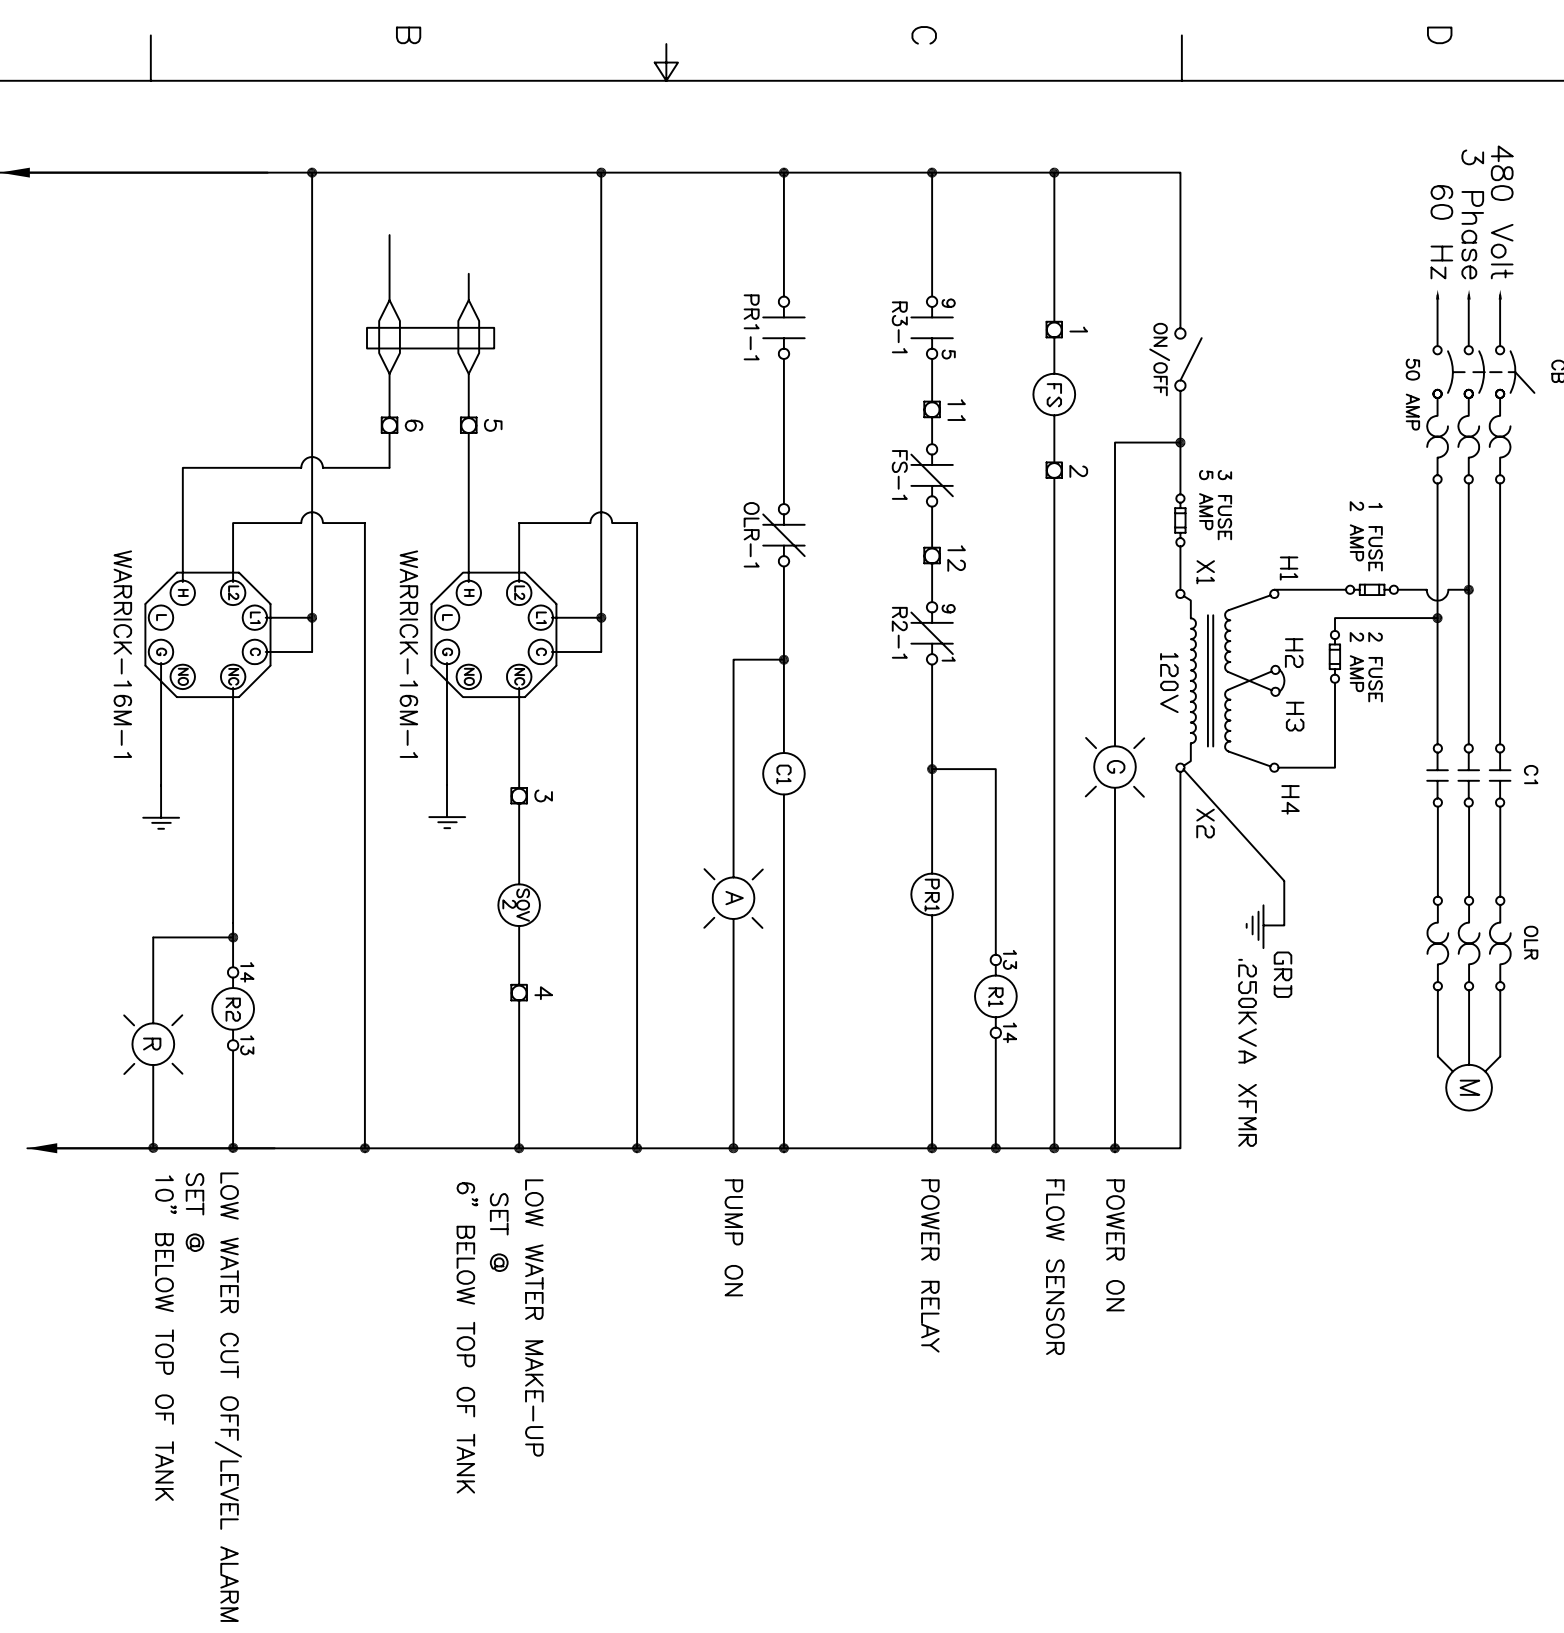 D
C
B
480 Volt
3 Phase
60 Hz
CB
50 AMP
C1
OLR
M
1 FUSE
2 AMP
2 FUSE
2 AMP
H1
H2
H3
H4
3 FUSE
5 AMP
X1
120V
X2
GRD
.250KVA XFMR
ON/OFF
G
POWER ON
1
FS
2
FLOW SENSOR
13
R1
14
9
5
R3-1
11
FS-1
12
9
1
R2-1
PR1
POWER RELAY
PR1-1
OLR-1
C1
A
PUMP ON
L1
C
L2
NC
H
NO
L
G
WARRICK-16M-1
5
3
SOV
2
4
LOW WATER MAKE-UP
SET @
6" BELOW TOP OF TANK
6
L1
C
L2
NC
H
NO
L
G
WARRICK-16M-1
14
R2
13
R
LOW WATER CUT OFF/LEVEL ALARM
SET @
10" BELOW TOP OF TANK